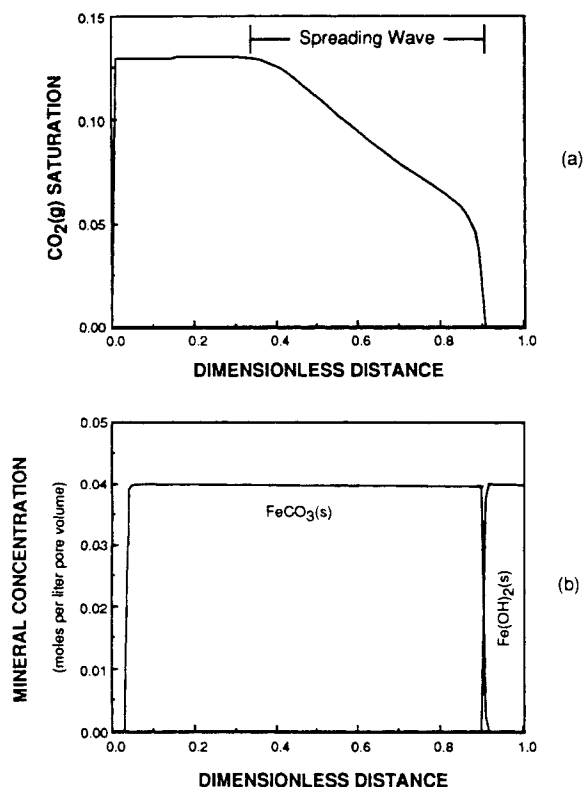 0.15
Spreading Wave
0.10
CO2(g) SATURATION
(a)
0.05
0.00
0.0 0.2 0.4 0.6 0.8 1.0
DIMENSIONLESS DISTANCE
0.05
0.04
FeCO3(s)
MINERAL CONCENTRATION
(moles per liter pore volume)
0.03
Fe(OH)2(s)
(b)
0.02
0.01
0.00
0.0 0.2 0.4 0.6 0.8 1.0
DIMENSIONLESS DISTANCE